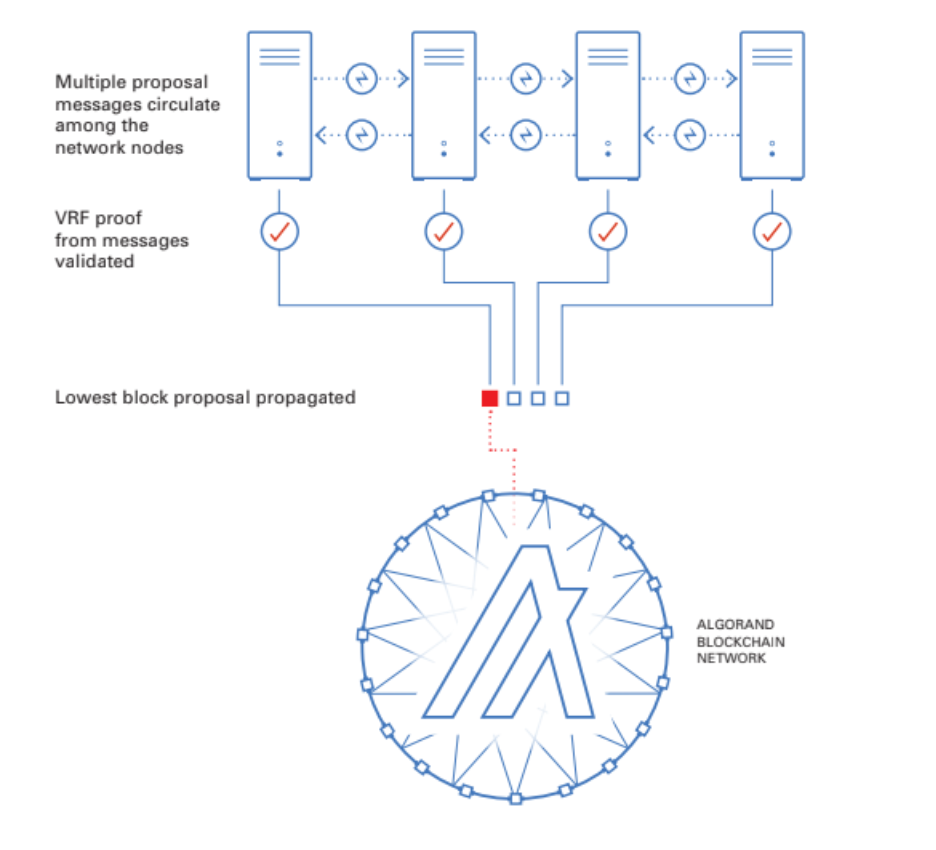 Multiple proposal
messages circulate
among the
network nodes
VRF proof
from messages
validated
Lowest block proposal propagated
ALGORAND
BLOCKCHAIN
NETWORK